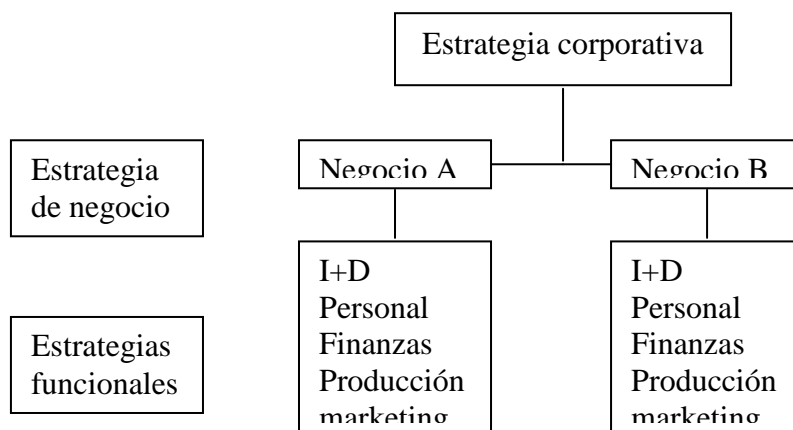 Estrategia corporativa
Estrategia
de negocio
Negocio A
Negocio B
I+D
Personal
Finanzas
Producción
marketing
I+D
Personal
Finanzas
Producción
marketing
Estrategias
funcionales